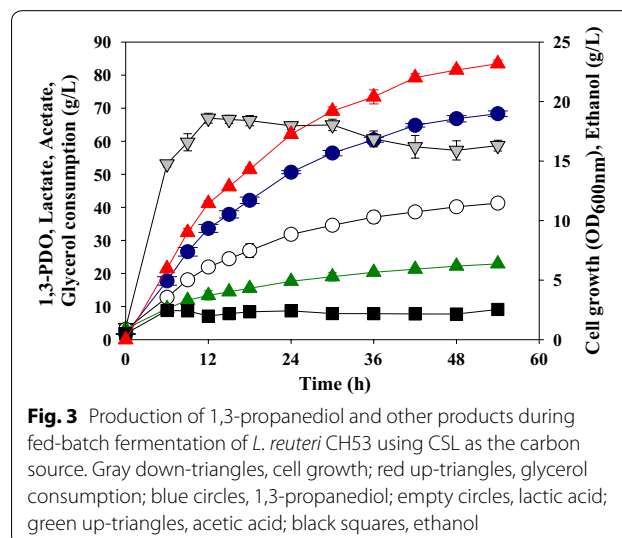 1,3-PDO, Lactate, Acetate,
Glycerol consumption (g/L)
90
80
70
60
50
40
30
20
10
0
25
20
15
10
5
0
Cell growth (OD600nm), Ethanol (g/L)
0 12 24 36 48 60
Time (h)
Fig. 3 Production of 1,3-propanediol and other products during
fed-batch fermentation of L. reuteri CH53 using CSL as the carbon
source. Gray down-triangles, cell growth; red up-triangles, glycerol
consumption; blue circles, 1,3-propanediol; empty circles, lactic acid;
green up-triangles, acetic acid; black squares, ethanol